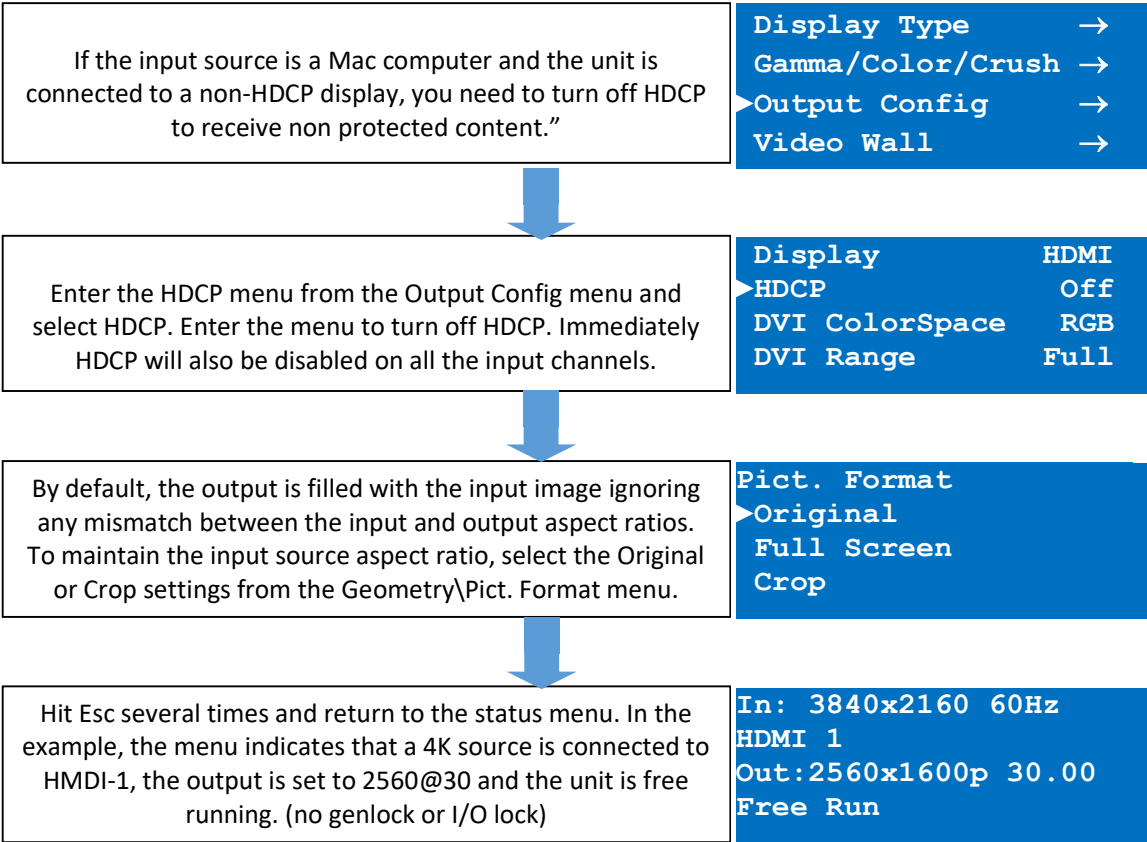 If the input source is a Mac computer and the unit is
connected to a non-HDCP display, you need to turn off HDCP
to receive non protected content.”
Display Type →
Gamma/Color/Crush →
►Output Config →
Video Wall →
Enter the HDCP menu from the Output Config menu and
select HDCP. Enter the menu to turn off HDCP. Immediately
HDCP will also be disabled on all the input channels.
Display HDMI
►HDCP Off
DVI ColorSpace RGB
DVI Range Full
By default, the output is filled with the input image ignoring
any mismatch between the input and output aspect ratios.
To maintain the input source aspect ratio, select the Original
or Crop settings from the Geometry\Pict. Format menu.
Pict. Format
►Original
Full Screen
Crop
Hit Esc several times and return to the status menu. In the
example, the menu indicates that a 4K source is connected to
HMDI-1, the output is set to 2560@30 and the unit is free
running. (no genlock or I/O lock)
In: 3840x2160 60Hz
HDMI 1
Out:2560x1600p 30.00
Free Run